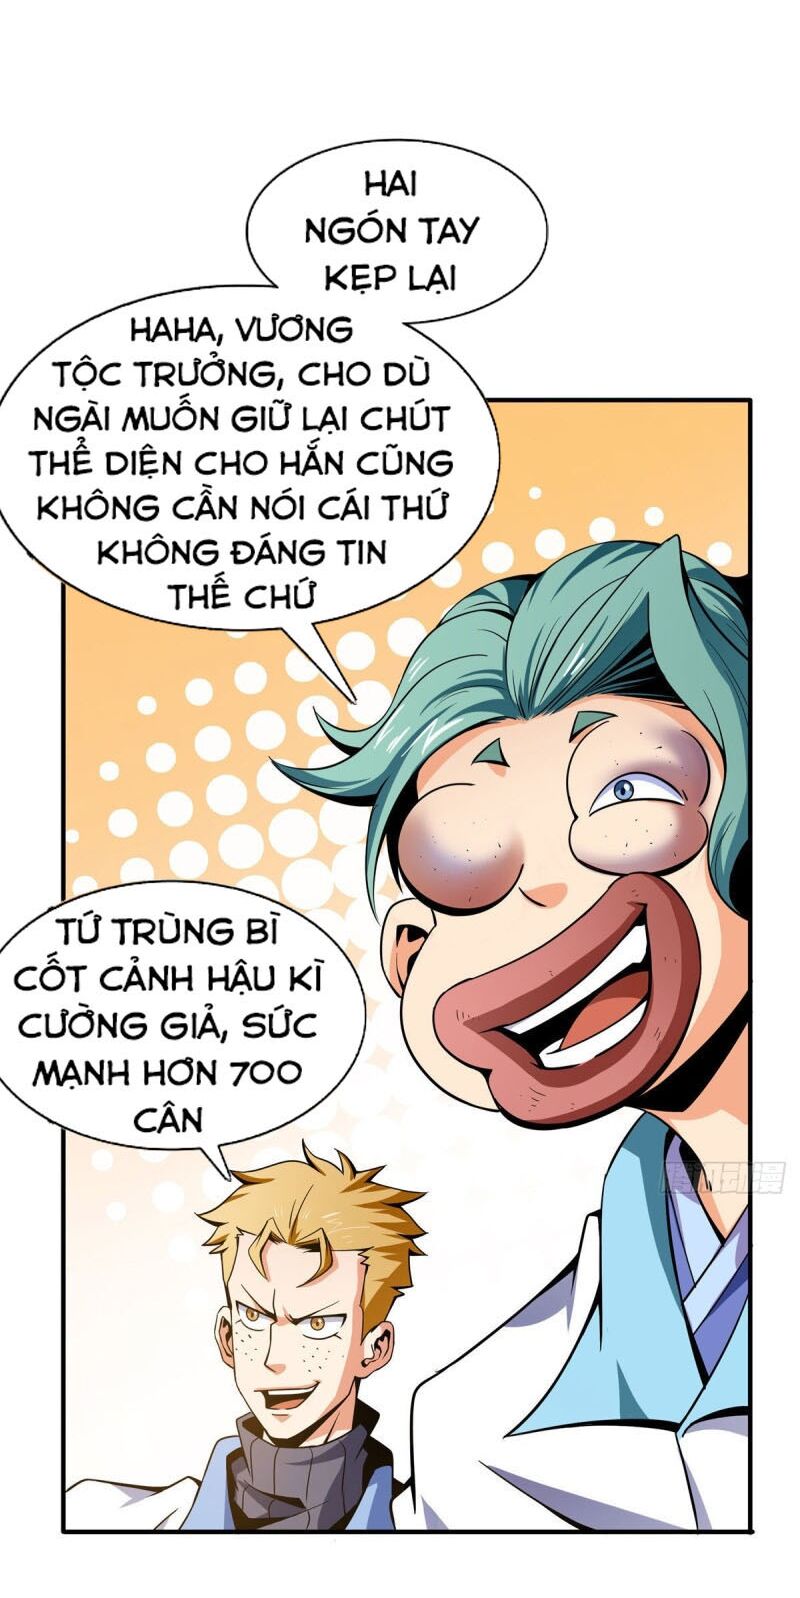 HAI
NGÓN TAY
KẸP LẠI
HAHA, VƯƠNG
TỘC TRƯỞNG, CHO DÙ
NGÀI MUỐN GIỮ LẠI CHÚT
THỂ DIỆN CHO HẮN CŨNG
KHÔNG CẦN NÓI CÁI THỨ
KHÔNG ĐÁNG TIN
THẾ CHỨ
TỨ TRÙNG BÌ
CỐT CẢNH HẬU KÌ
CƯỜNG GIẢ, SỨC
MẠNH HƠN 700
CÂN